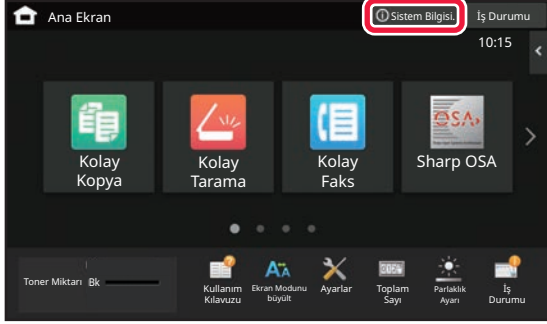 Ana Ekran
Sistem Bilgisi.
İş Durumu
10:15
Kolay
Kopya
Kolay
Tarama
Kolay
Faks
OSA
Sharp OSA
Toner Miktarı Bk
Kullanım
Kılavuzu
Ekran Modunu
büyült
Ayarlar
Toplam
Sayı
Parlaklık
Ayarı
İş
Durumu